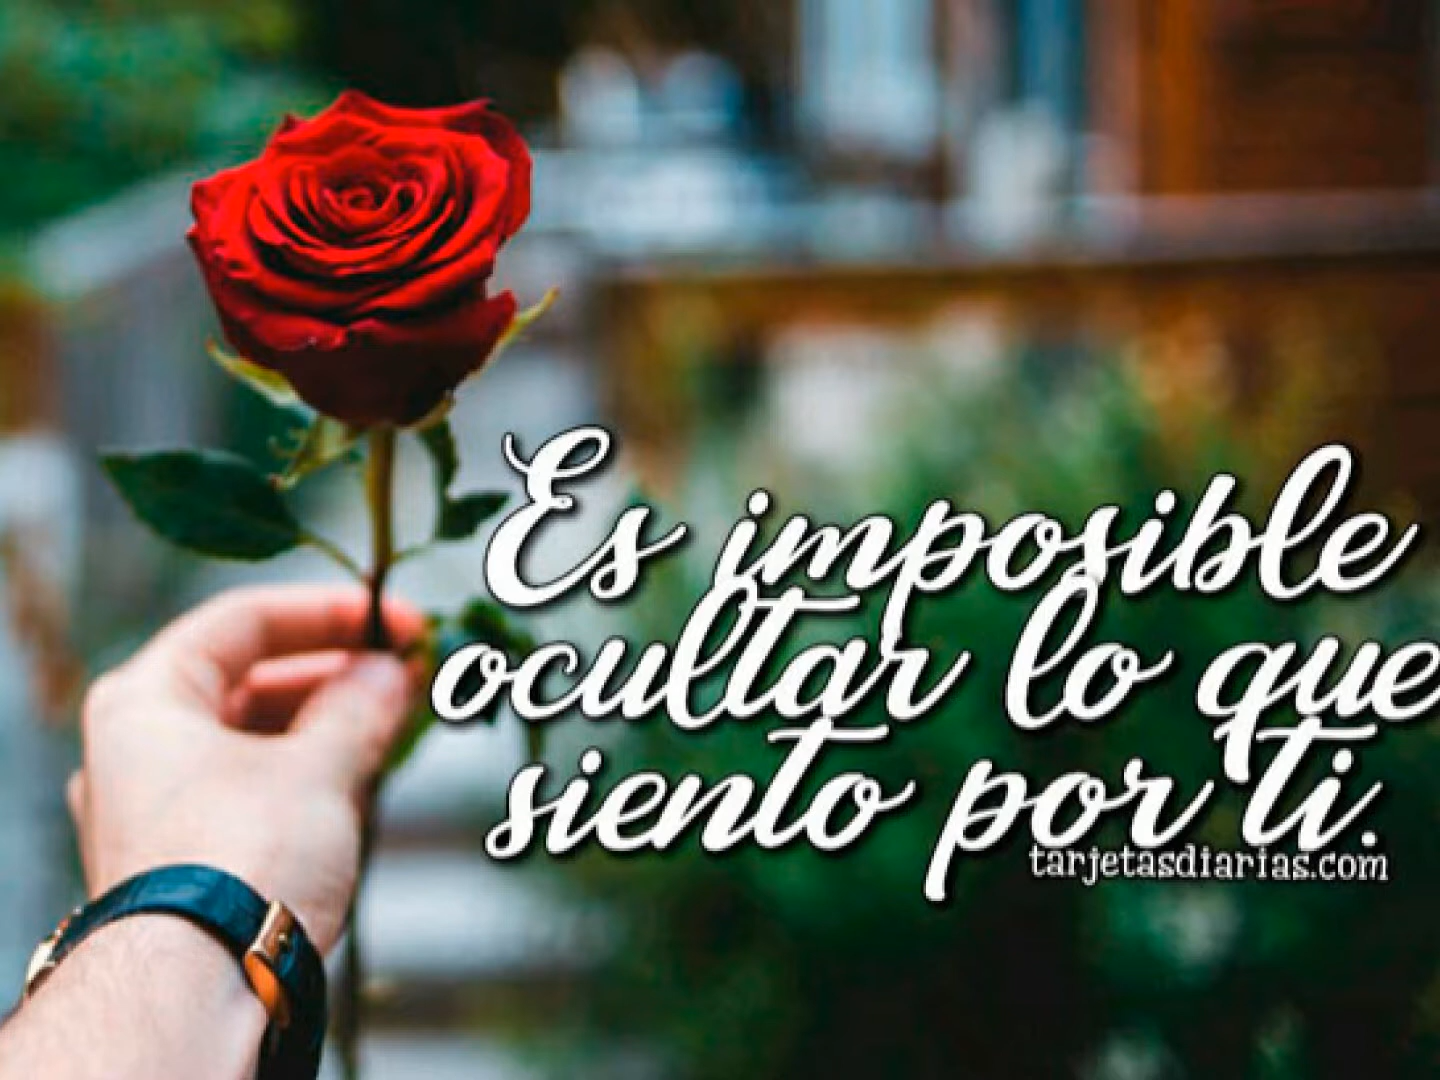 Es imposible
ocultar lo que
siento por ti.
tarjetasdiarias.com